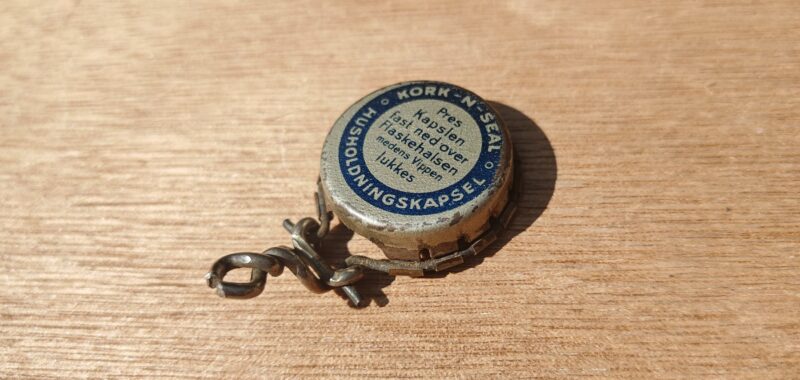 KORK-N-SEAL
Pres
Kapslen
fast ned over
Flaskehalsen
medens Vippen
lukkes
HUSHOLDNINGSKAPSEL